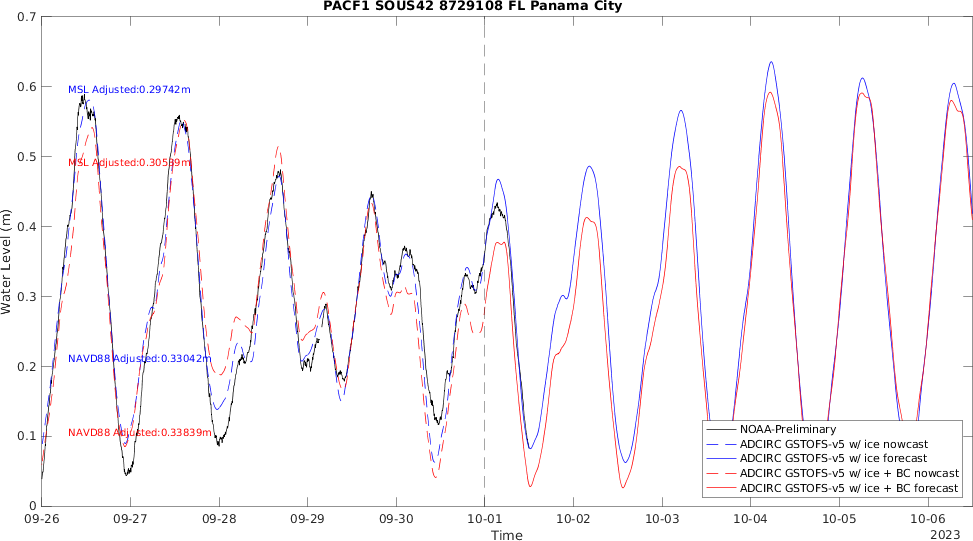 PACF1 SOUS42 8729108 FL Panama City
0.7
0.6
0.5
0.4
0.3
0.2
0.1
0
Water Level (m)
MSL Adjusted:0.29742m
MSL Adjusted:0.30539m
NAVD88 Adjusted:0.33042m
NAVD88 Adjusted:0.33839m
NOAA-Preliminary
ADCIRC GSTOFS-v5 w/ ice nowcast
ADCIRC GSTOFS-v5 w/ ice forecast
ADCIRC GSTOFS-v5 w/ ice + BC nowcast
ADCIRC GSTOFS-v5 w/ ice + BC forecast
09-26 09-27 09-28 09-29 09-30 10-01 10-02 10-03 10-04 10-05 10-06
Time
2023